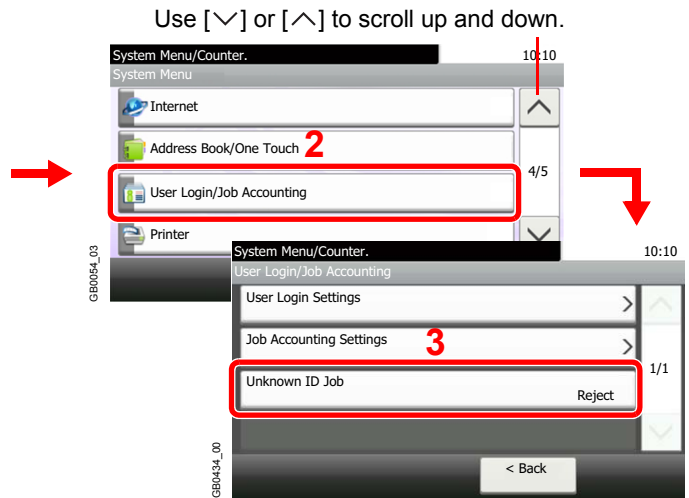 Use [∨] or [∧] to scroll up and down.
System Menu/Counter.
10:10
System Menu
Internet
Address Book/One Touch
2
4/5
User Login/Job Accounting
Printer
GB0054_03
System Menu/Counter.
10:10
User Login/Job Accounting
User Login Settings
Job Accounting Settings
3
1/1
Unknown ID Job
Reject
< Back
GB0434_00